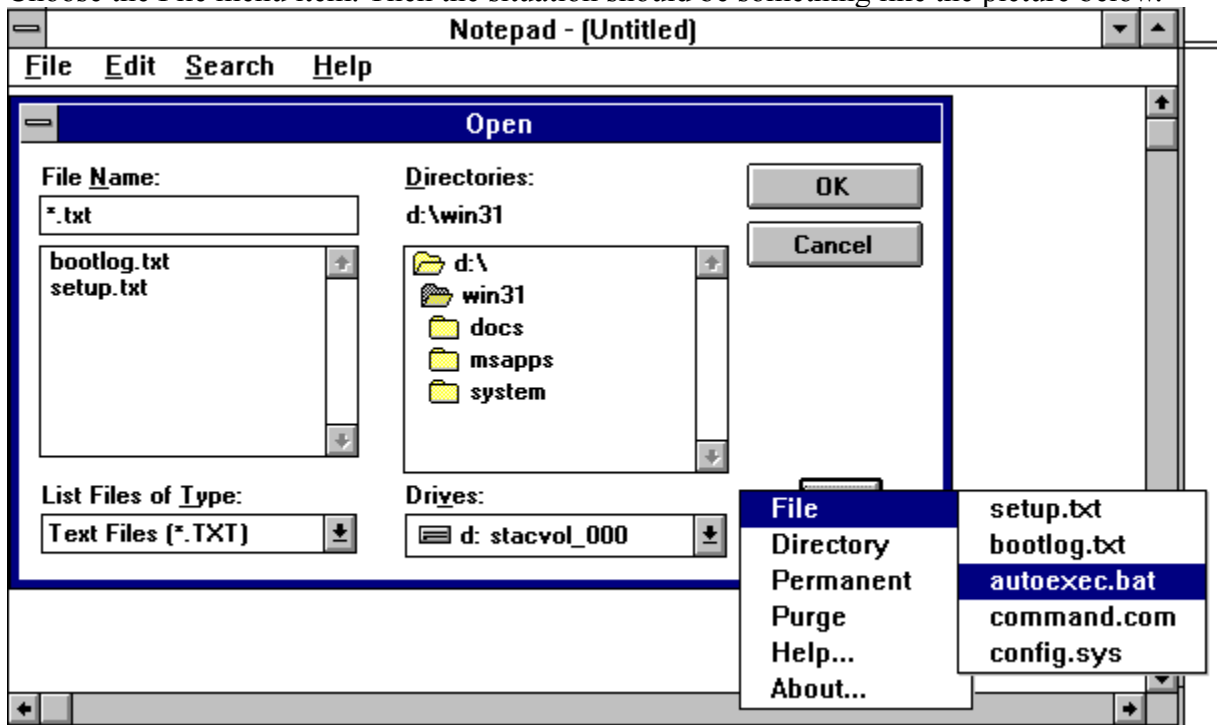 Choose the File menu item. Then the situation should be something like the picture below.
Notepad - (Untitled)
File Edit Search Help
Open
File Name:
*.txt
bootlog.txt
setup.txt
List Files of Type:
Text Files (*.TXT)
Directories:
d:\win31
d:\
win31
docs
msapps
system
Drives:
d: stacvol_000
OK
Cancel
File
Directory
Permanent
Purge
Help...
About...
setup.txt
bootlog.txt
autoexec.bat
command.com
config.sys